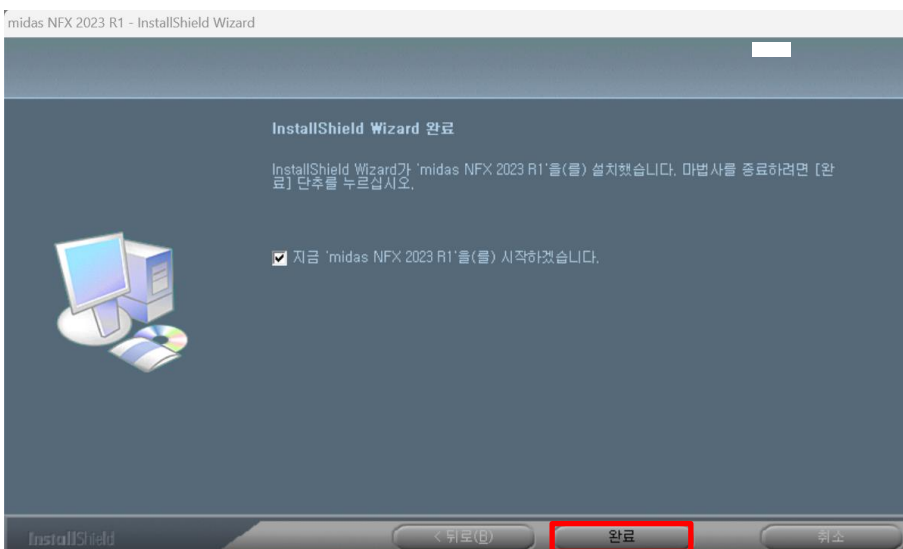 midas NFX 2023 R1 - InstallShield Wizard
InstallShield Wizard 완료
InstallShield Wizard가 'midas NFX 2023 R1'을(를) 설치했습니다. 마법사를 종료하려면 [완
료] 단추를 누르십시오.
지금 'midas NFX 2023 R1'을(를) 시작하겠습니다.
InstallShield
< 뒤로(B)
완료
취소